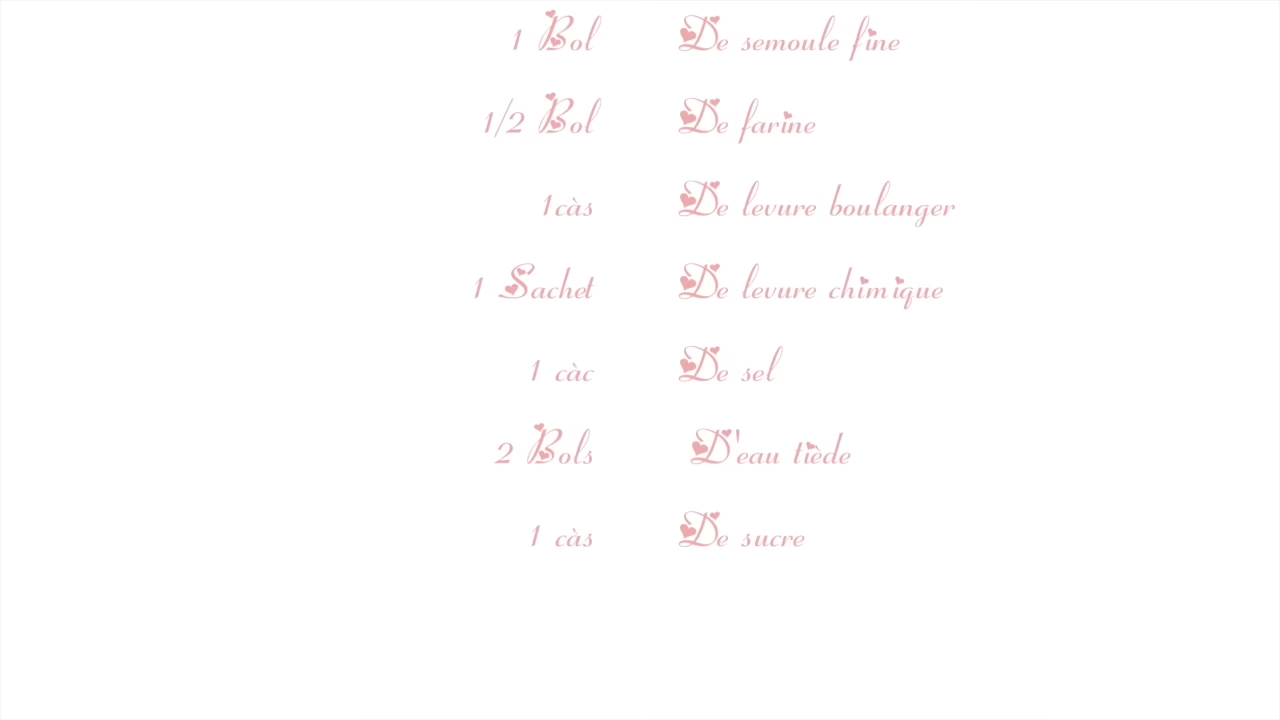 1 Bol De semoule fine
1/2 Bol De farine
1càs De levure boulanger
1 Sachet De levure chimique
1 càc De sel
2 Bols D'eau tiède
1 càs De sucre